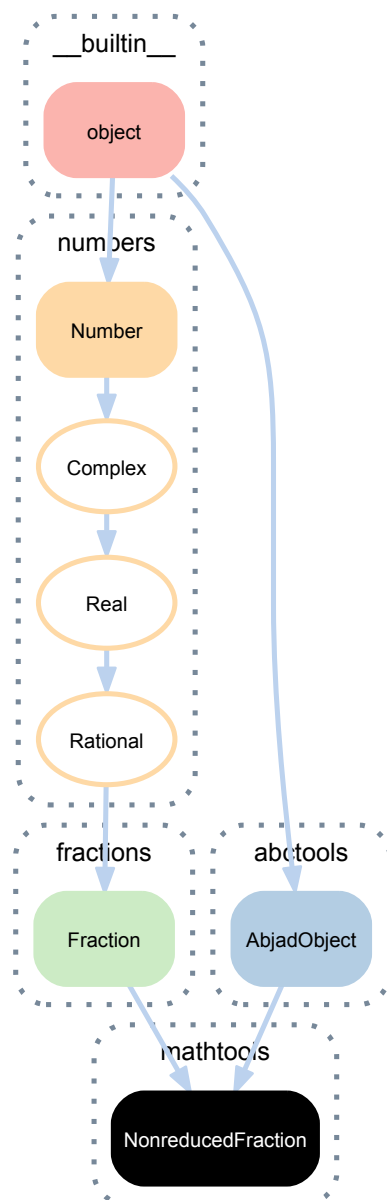 __builtin__
object
numbers
Number
Complex
Real
Rational
fractions
abctools
Fraction
AbjadObject
mathtools
NonreducedFraction